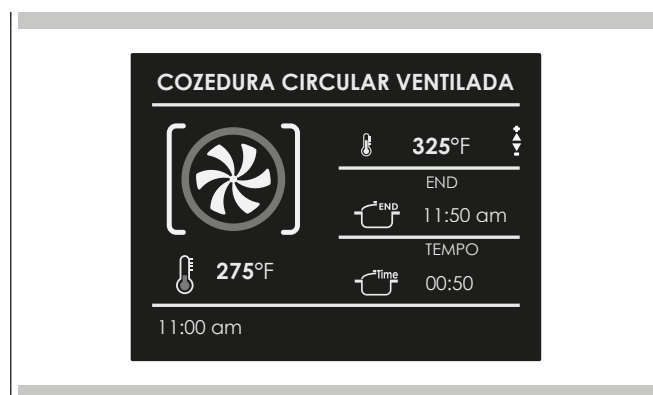 COZEDURA CIRCULAR VENTILADA
325°F
END
END
11:50 am
TEMPO
Time
00:50
275°F
11:00 am